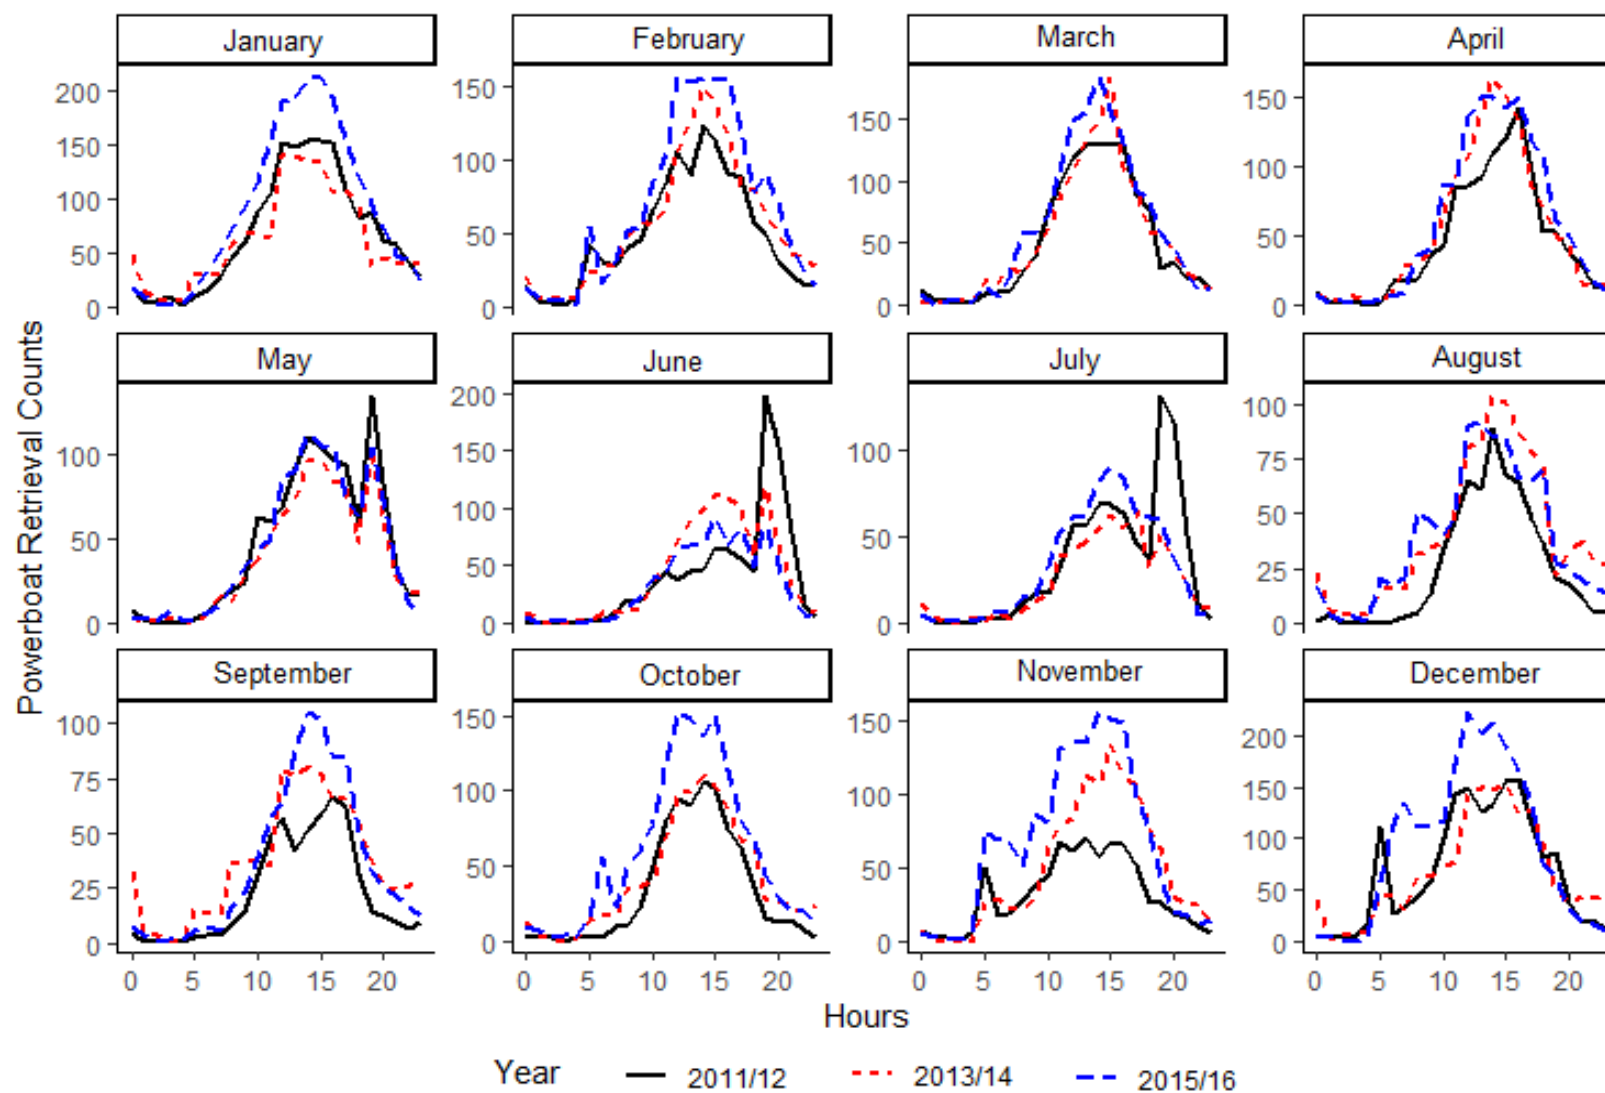 January February March April
200 150 150 150
150 100 100 100
100 50 50 50
50 0 0 0
0
May June July August
100 200 100 100
50 150 50 75
0 100 0 50
50 25
0 0
September October November December
100 150 150 200
75 100 100 150
50 50 50 100
25 0 0 50
0 0
0 5 10 15 20 0 5 10 15 20 0 5 10 15 20 0 5 10 15 20
Powerboat Retrieval Counts
Hours
Year 2011/12 2013/14 2015/16